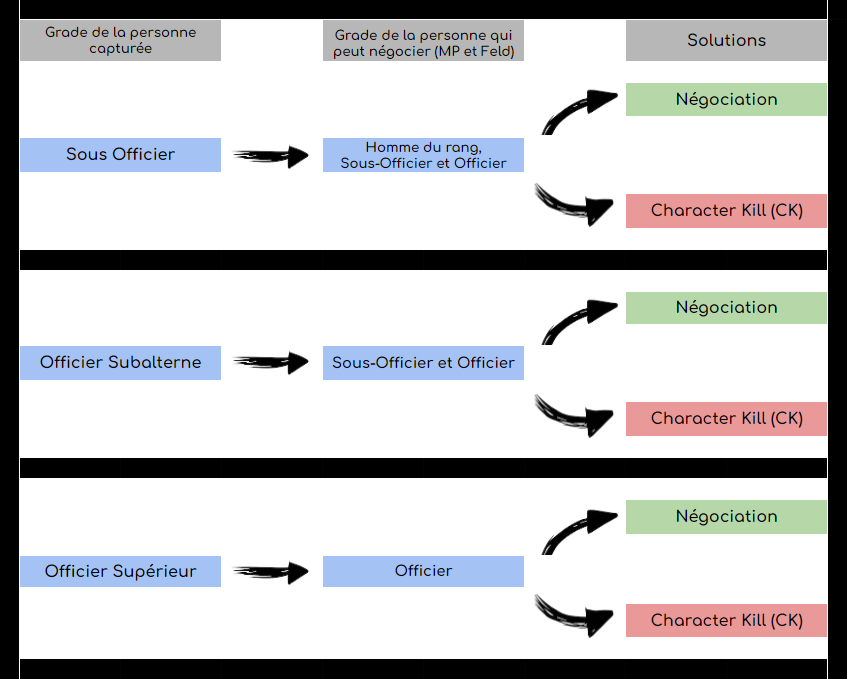 Grade de la personne
capturée
Grade de la personne qui
peut négocier (MP et Feld)
Solutions
Négociation
Sous Officier
Homme du rang,
Sous-Officier et Officier
Character Kill (CK)
Négociation
Officier Subalterne
Sous-Officier et Officier
Character Kill (CK)
Négociation
Officier Supérieur
Officier
Character Kill (CK)